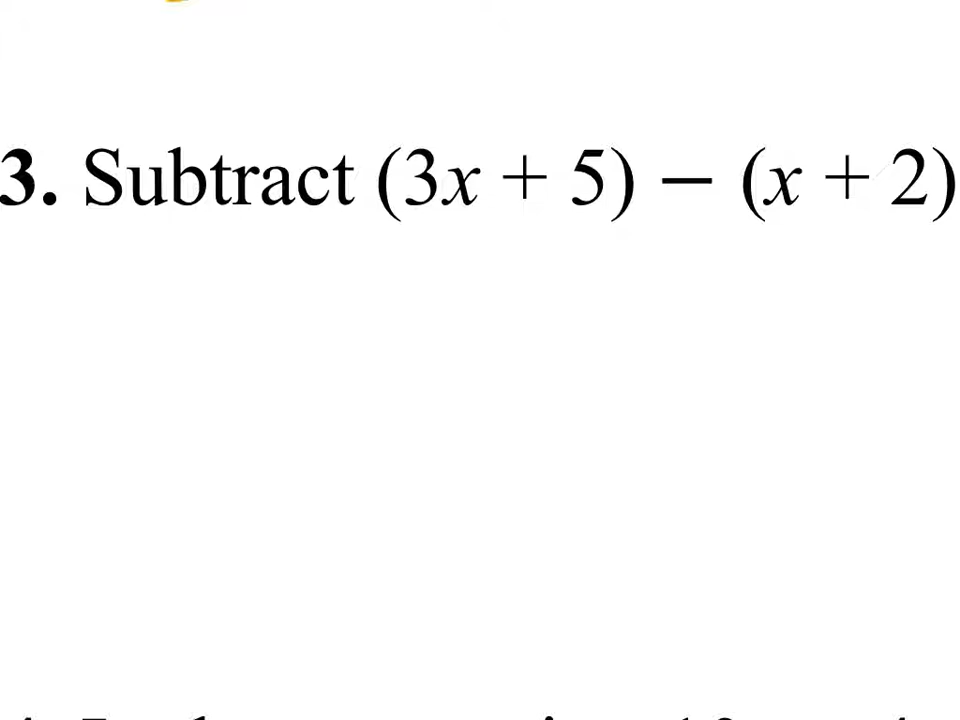 3. Subtract (3x + 5) − (x + 2)